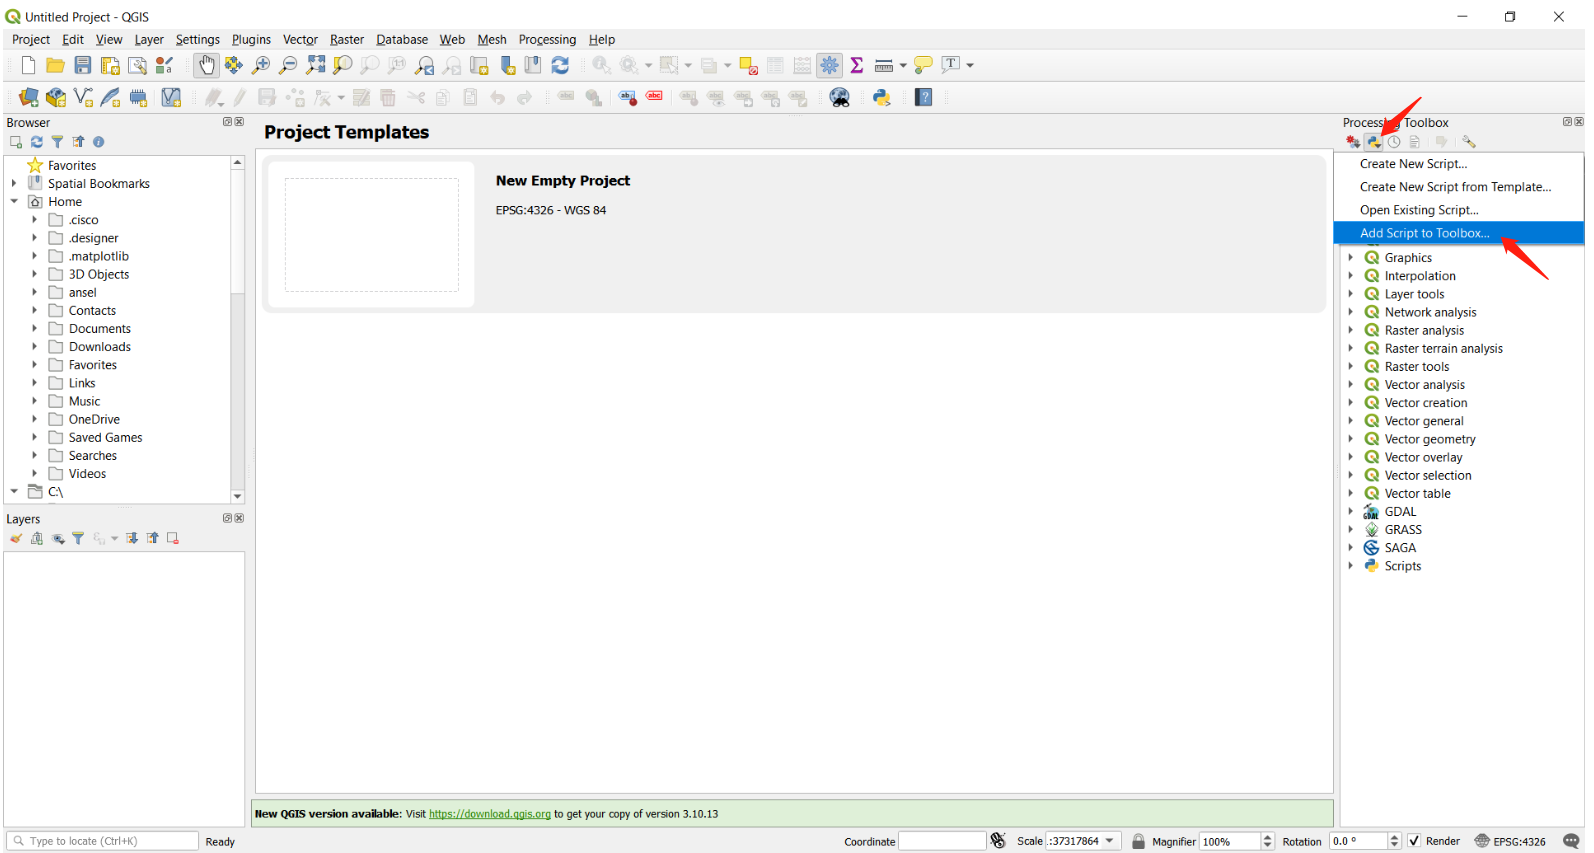 Untitled Project - QGIS
Project Edit View Layer Settings Plugins Vector Raster Database Web Mesh Processing Help
Browser
Favorites
Spatial Bookmarks
Home
.cisco
.designer
.matplotlib
3D Objects
ansel
Contacts
Documents
Downloads
Favorites
Links
Music
OneDrive
Saved Games
Searches
Videos
C:\
Layers
Project Templates
New Empty Project
EPSG:4326 - WGS 84
Processing Toolbox
Create New Script...
Create New Script from Template...
Open Existing Script...
Add Script to Toolbox...
Graphics
Interpolation
Layer tools
Network analysis
Raster analysis
Raster terrain analysis
Raster tools
Vector analysis
Vector creation
Vector general
Vector geometry
Vector overlay
Vector selection
Vector table
GDAL
GRASS
SAGA
Scripts
New QGIS version available: Visit https://download.qgis.org to get your copy of version 3.10.13
Type to locate (Ctrl+K) Ready Coordinate Scale .:37317864 Magnifier 100% Rotation 0.0 ° Render EPSG:4326